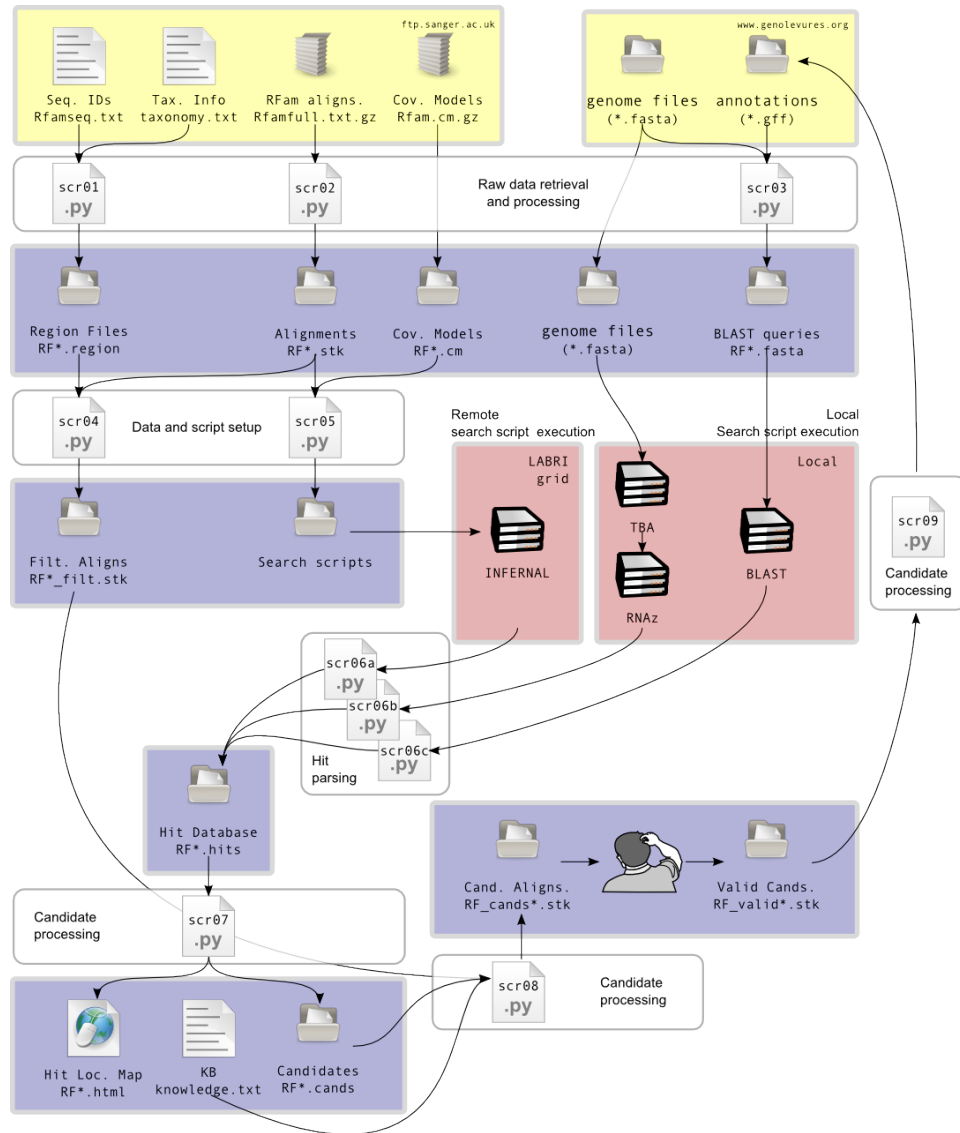 ftp.sanger.ac.uk
www.genolevures.org
Seq. IDs
Rfamseq.txt
Tax. Info
taxonomy.txt
RFam aligns.
Rfamfull.txt.gz
Cov. Models
Rfam.cm.gz
genome files
(*.fasta)
annotations
(*.gff)
scr01
.py
scr02
.py
Raw data retrieval
and processing
scr03
.py
Region Files
RF*.region
Alignments
RF*.stk
Cov. Models
RF*.cm
genome files
(*.fasta)
BLAST queries
RF*.fasta
scr04
.py
Data and script setup
scr05
.py
Remote
search script execution
Local
Search script execution
LABRI
grid
Local
Filt. Aligns
RF*_filt.stk
Search scripts
INFERNAL
TBA
RNAz
BLAST
scr09
.py
Candidate
processing
scr06a
.py
scr06b
.py
scr06c
.py
Hit
parsing
Hit Database
RF*.hits
Cand. Aligns.
RF_cands*.stk
Valid Cands.
RF_valid*.stk
Candidate
processing
scr07
.py
scr08
.py
Candidate
processing
Hit Loc. Map
RF*.html
KB
knowledge.txt
Candidates
RF*.cands